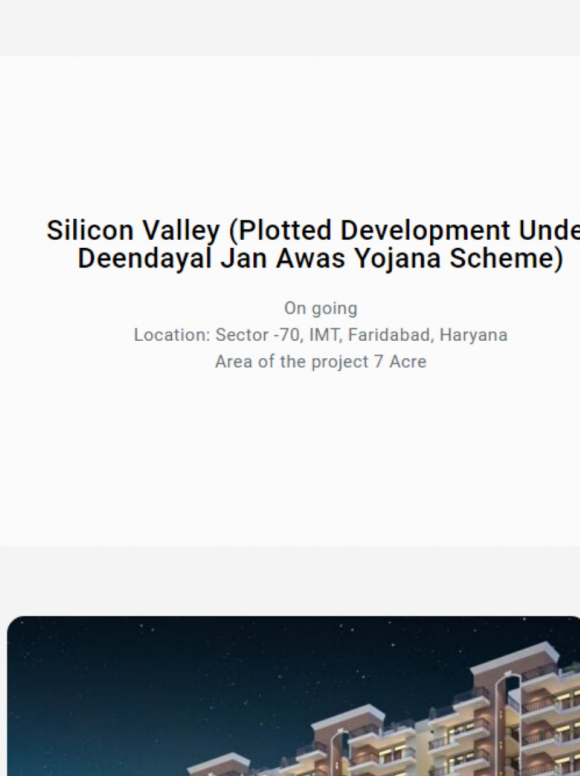 Silicon Valley (Plotted Development Unde
Deendayal Jan Awas Yojana Scheme)
On going
Location: Sector -70, IMT, Faridabad, Haryana
Area of the project 7 Acre